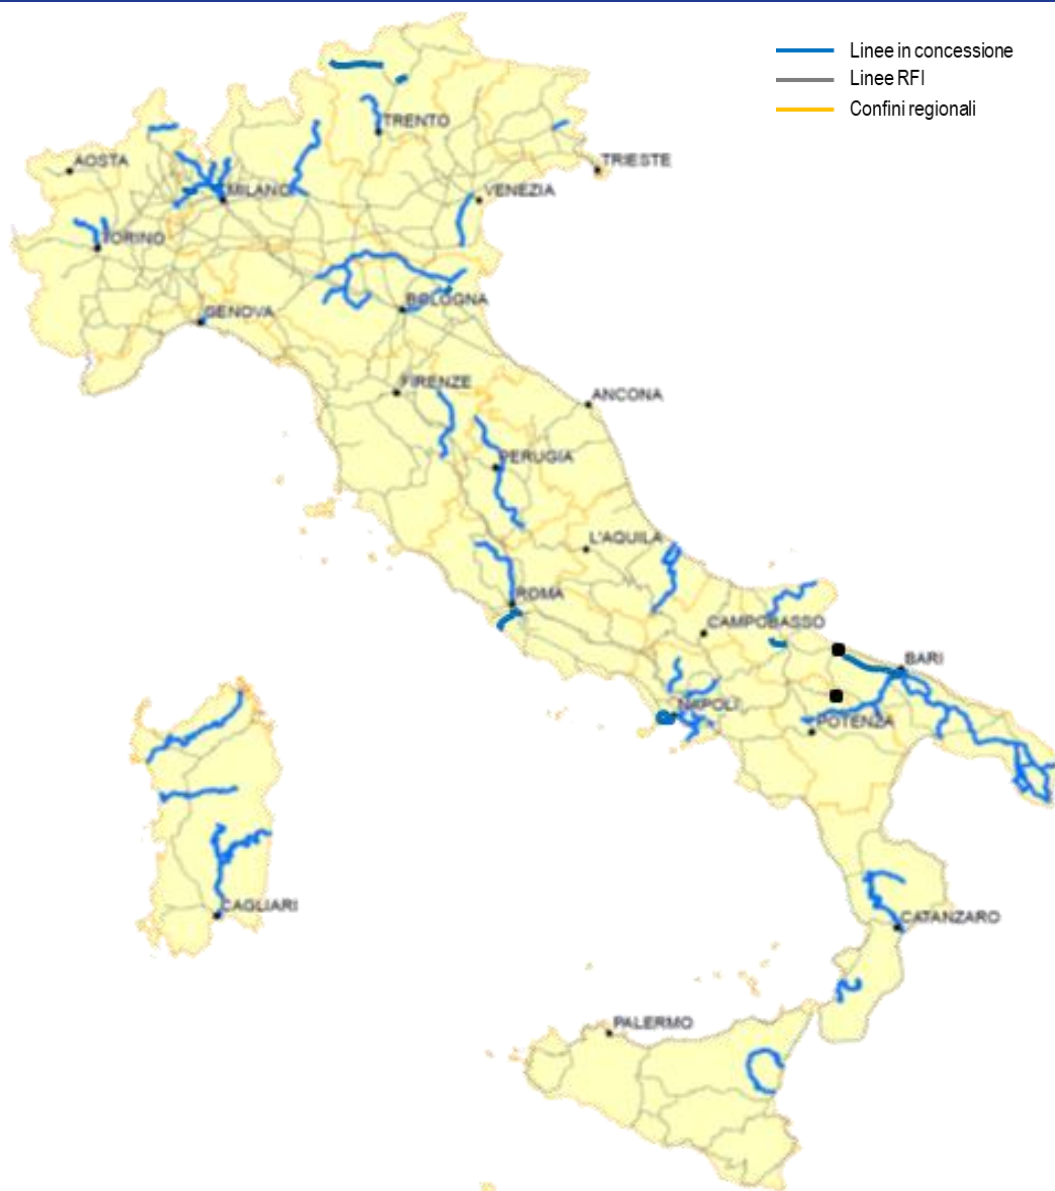 Linee in concessione
Linee RFI
Confini regionali
TRENTO
AOSTA
TRIESTE
MILANO
VENEZIA
TORINO
BOLOGNA
GENOVA
FIRENZE
ANCONA
PERUGIA
L'AQUILA
ROMA
CAMPOBASSO
BARI
NAPOLI
POTENZA
CAGLIARI
CATANZARO
PALERMO